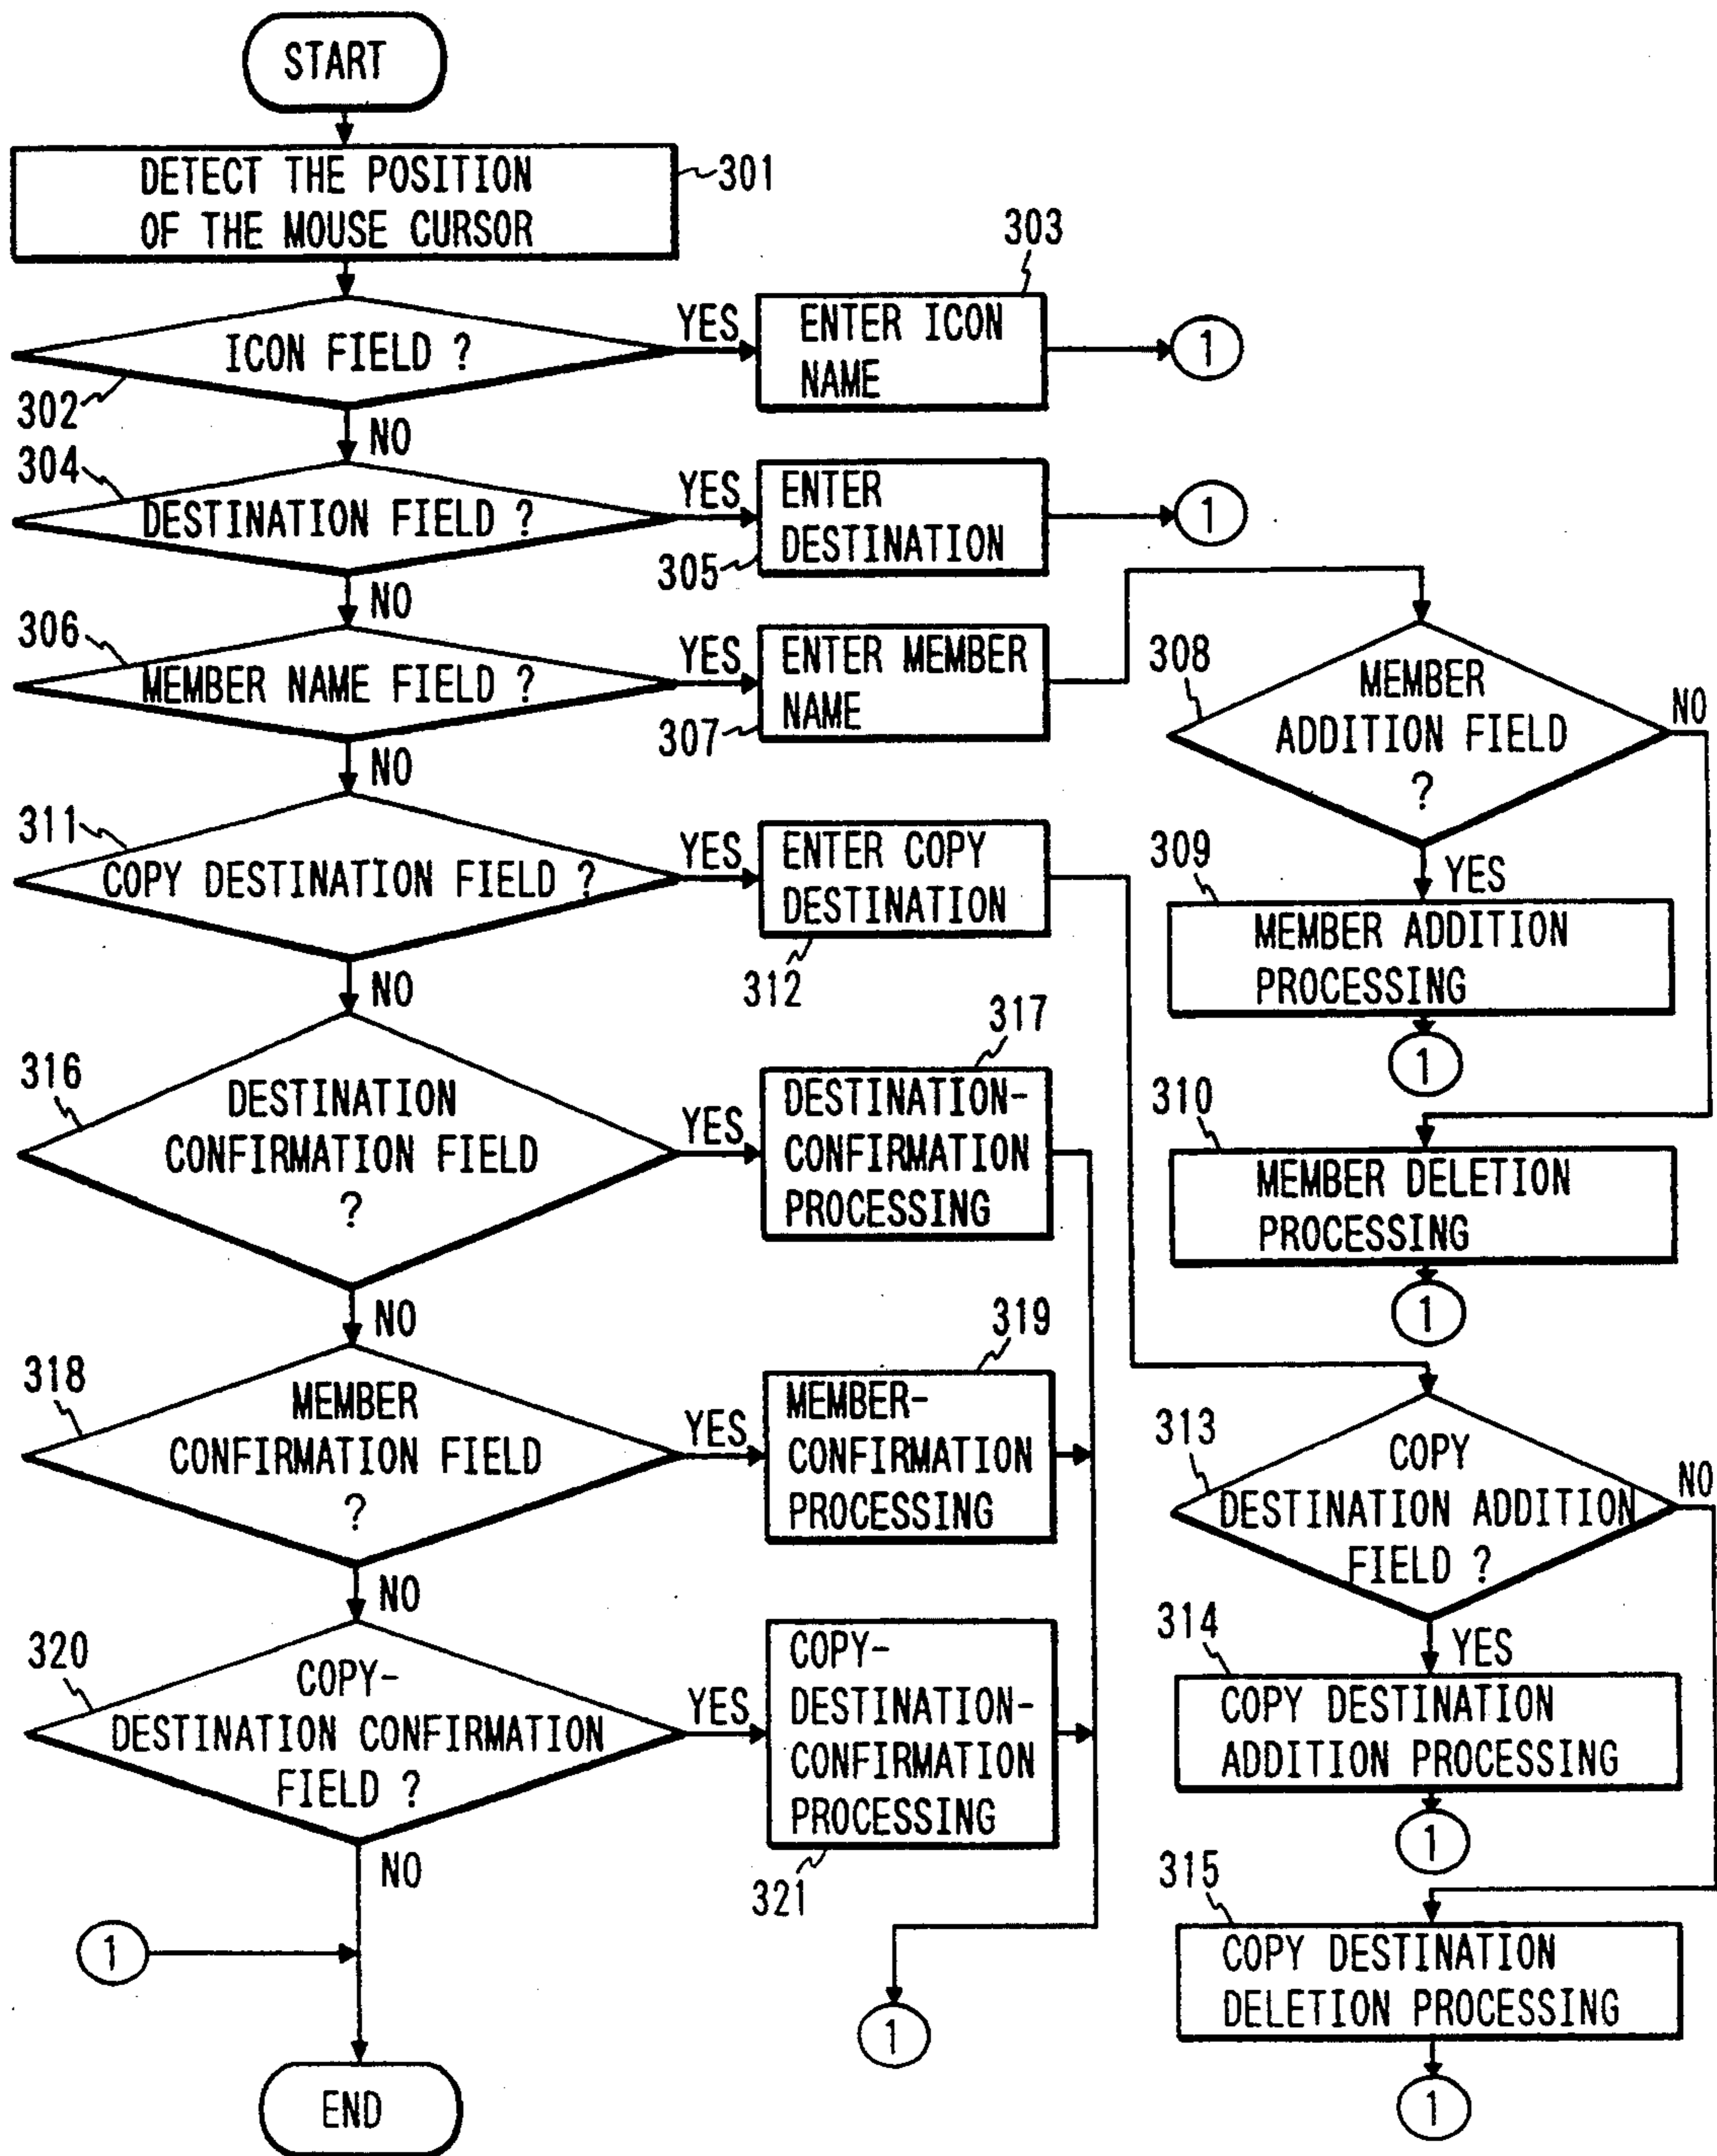 START
DETECT THE POSITION
OF THE MOUSE CURSOR
301
ICON FIELD ?
302
YES
ENTER ICON
NAME
303
1
NO
304
DESTINATION FIELD ?
YES
ENTER
DESTINATION
305
1
NO
306
MEMBER NAME FIELD ?
YES
ENTER MEMBER
NAME
307
308
MEMBER
ADDITION FIELD
?
NO
YES
309
MEMBER ADDITION
PROCESSING
1
310
MEMBER DELETION
PROCESSING
1
NO
311
COPY DESTINATION FIELD ?
YES
ENTER COPY
DESTINATION
312
313
COPY
DESTINATION ADDITION
FIELD ?
NO
YES
314
COPY DESTINATION
ADDITION PROCESSING
1
315
COPY DESTINATION
DELETION PROCESSING
1
NO
316
DESTINATION
CONFIRMATION FIELD
?
YES
317
DESTINATION-
CONFIRMATION
PROCESSING
NO
318
MEMBER
CONFIRMATION FIELD
?
YES
319
MEMBER-
CONFIRMATION
PROCESSING
NO
320
COPY-
DESTINATION CONFIRMATION
FIELD ?
YES
COPY-
DESTINATION-
CONFIRMATION
PROCESSING
321
1
NO
1
END